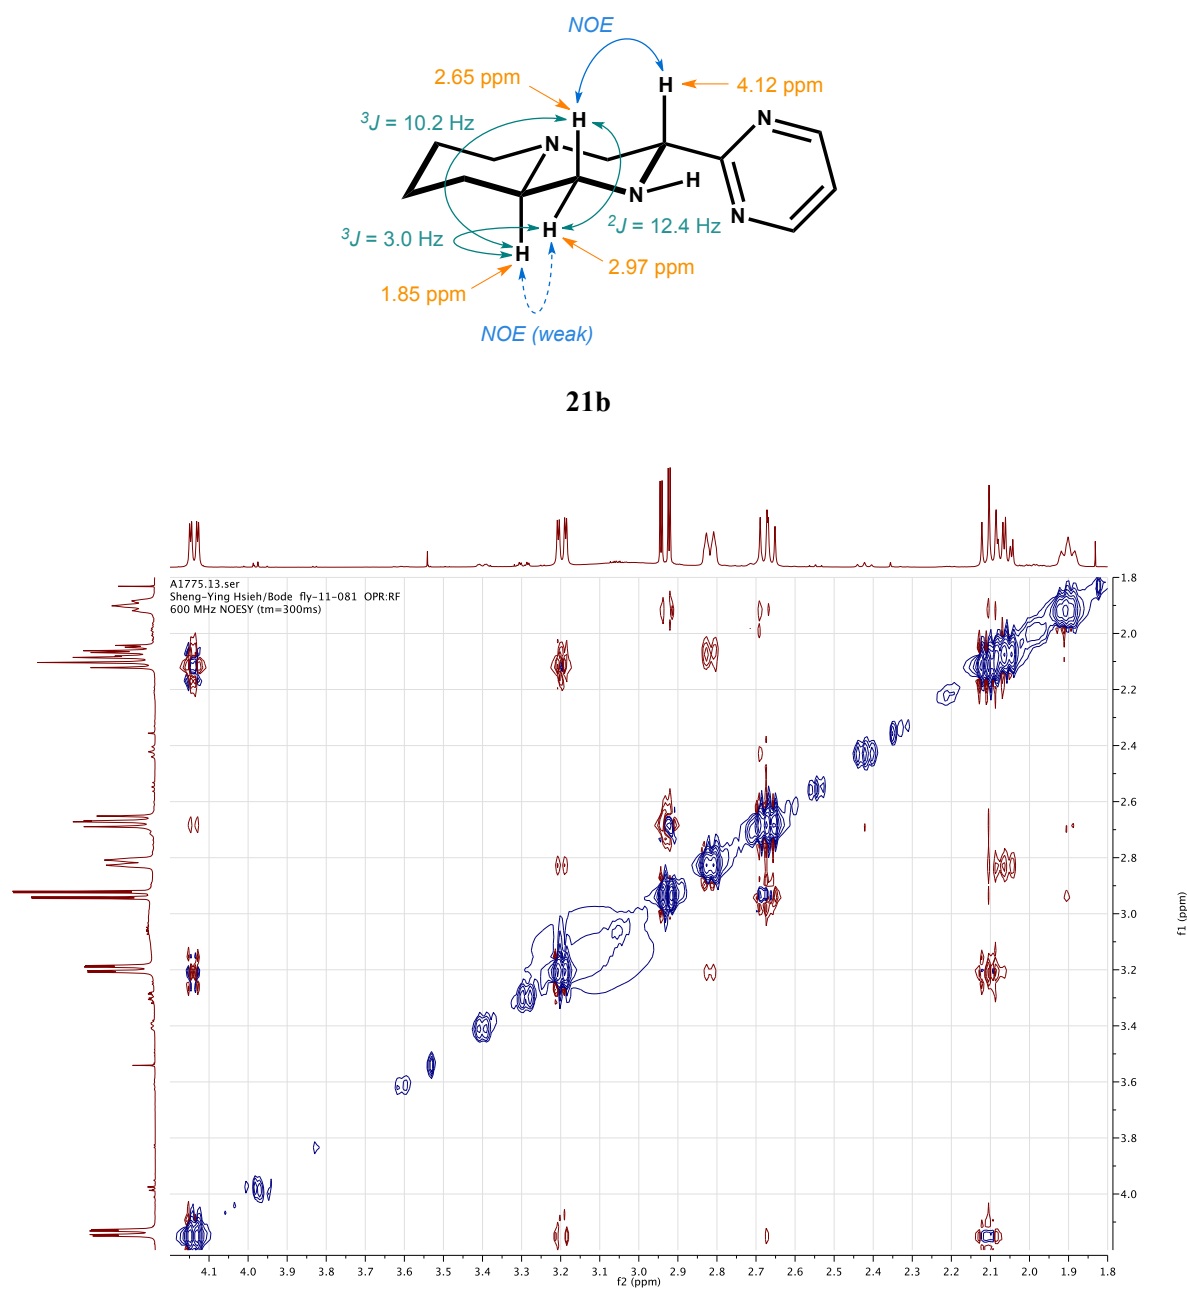 NOE
2.65 ppm
H
4.12 ppm
³J = 10.2 Hz
H
N
N
H
N
N
³J = 3.0 Hz
H
²J = 12.4 Hz
H
2.97 ppm
1.85 ppm
NOE (weak)
21b
A1775.13.ser
Sheng-Ying Hsieh/Bode fly-11-081 OPR:RF
600 MHz NOESY (tm=300ms)
1.8
2.0
2.2
2.4
2.6
2.8
3.0
3.2
3.4
3.6
3.8
4.0
f1 (ppm)
4.1 4.0 3.9 3.8 3.7 3.6 3.5 3.4 3.3 3.2 3.1 3.0 2.9 2.8 2.7 2.6 2.5 2.4 2.3 2.2 2.1 2.0 1.9 1.8
f2 (ppm)